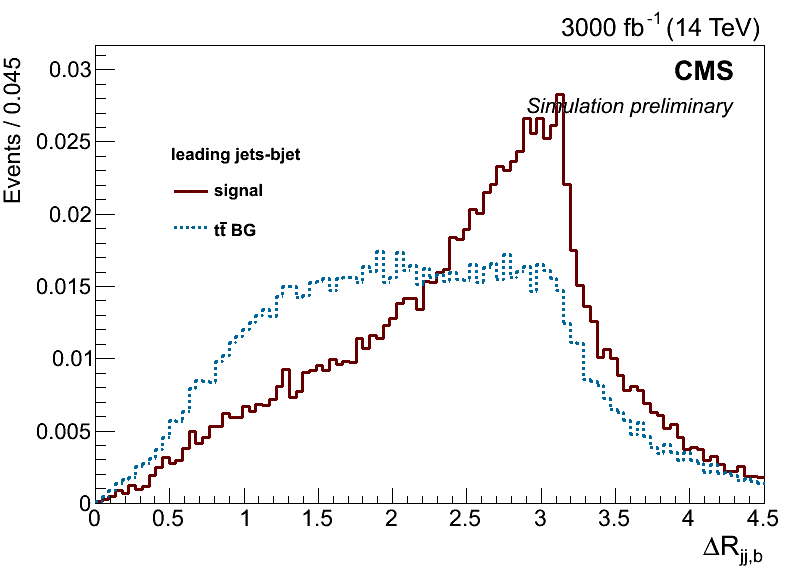 3000 fb⁻¹ (14 TeV)
CMS
Simulation preliminary
Events / 0.045
leading jets-bjet
signal
tt̄ BG
0.03
0.025
0.02
0.015
0.01
0.005
0
0 0.5 1 1.5 2 2.5 3 3.5 4 4.5
ΔR_jj,b